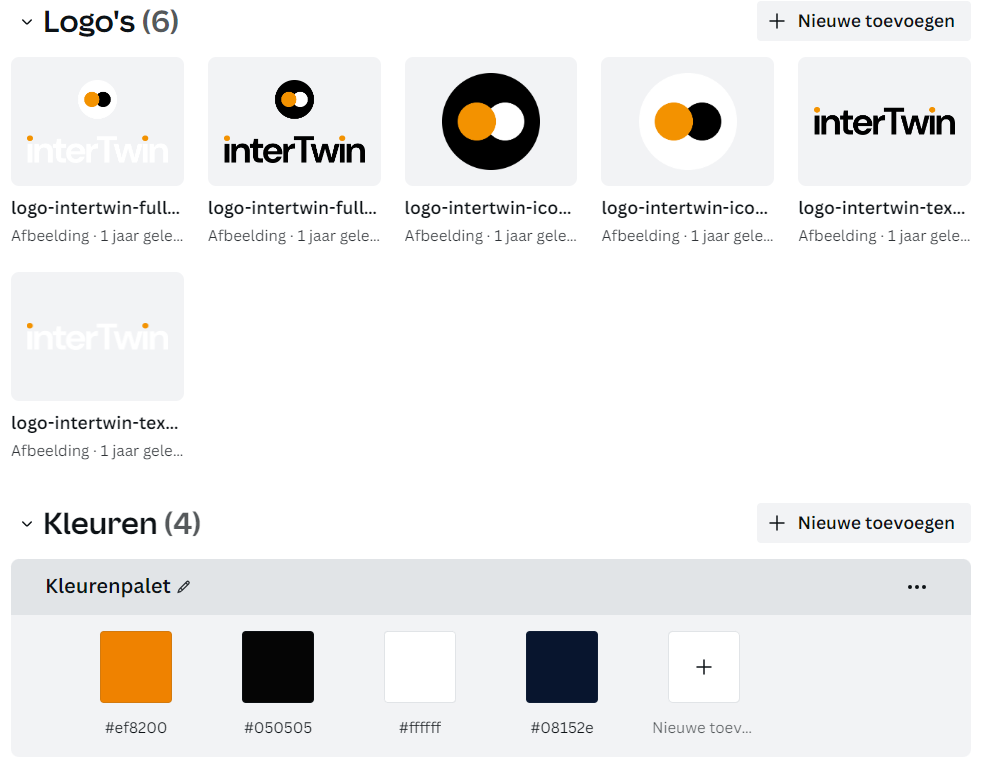 Logo's (6)
Nieuwe toevoegen
interTwin
interTwin
interTwin
logo-intertwin-full...
logo-intertwin-full...
logo-intertwin-ico...
logo-intertwin-ico...
logo-intertwin-tex...
Afbeelding · 1 jaar gele...
Afbeelding · 1 jaar gele...
Afbeelding · 1 jaar gele...
Afbeelding · 1 jaar gele...
Afbeelding · 1 jaar gele...
interTwin
logo-intertwin-tex...
Afbeelding · 1 jaar gele...
Kleuren (4)
Nieuwe toevoegen
Kleurenpalet
#ef8200
#050505
#ffffff
#08152e
Nieuwe toev...